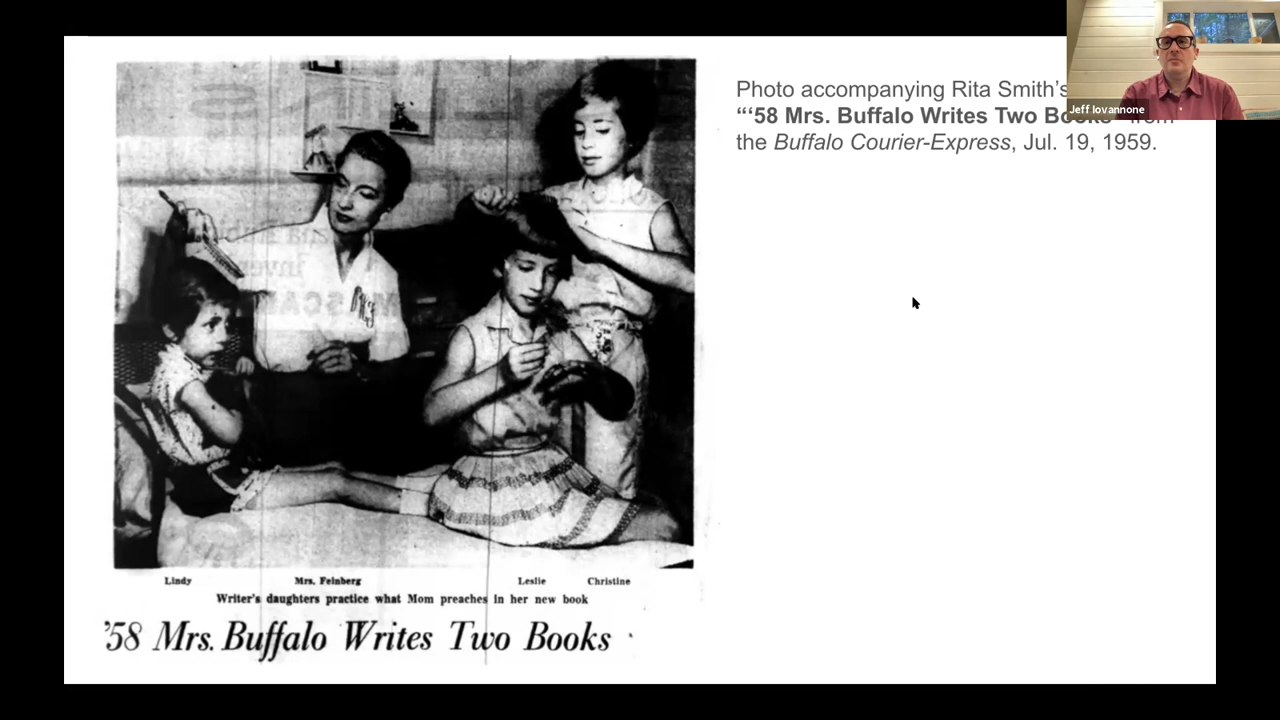 Photo accompanying Rita Smith's
"'58 Mrs. Buffalo Writes Two Books" from
the Buffalo Courier-Express, Jul. 19, 1959.
Jeff Iovannone
Lindy Mrs. Feinberg Leslie Christine
Writer's daughters practice what Mom preaches in her new book
'58 Mrs. Buffalo Writes Two Books